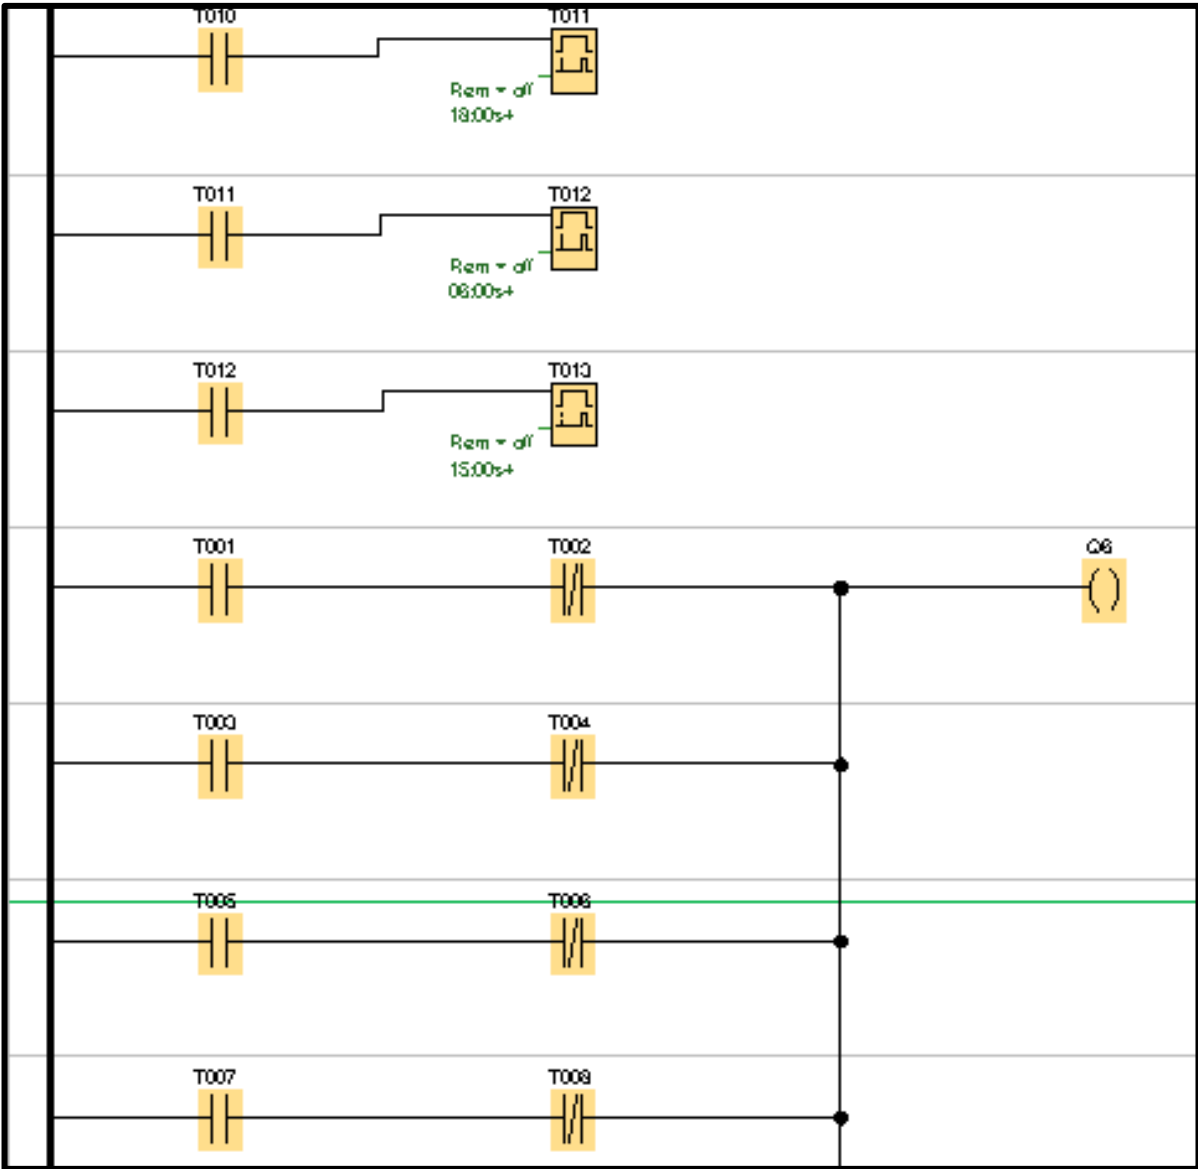 T010 T011
Rem = off
18:00s+
T011 T012
Rem = off
06:00s+
T012 T013
Rem = off
15:00s+
T001 T002 Q6
T003 T004
T005 T006
T007 T008